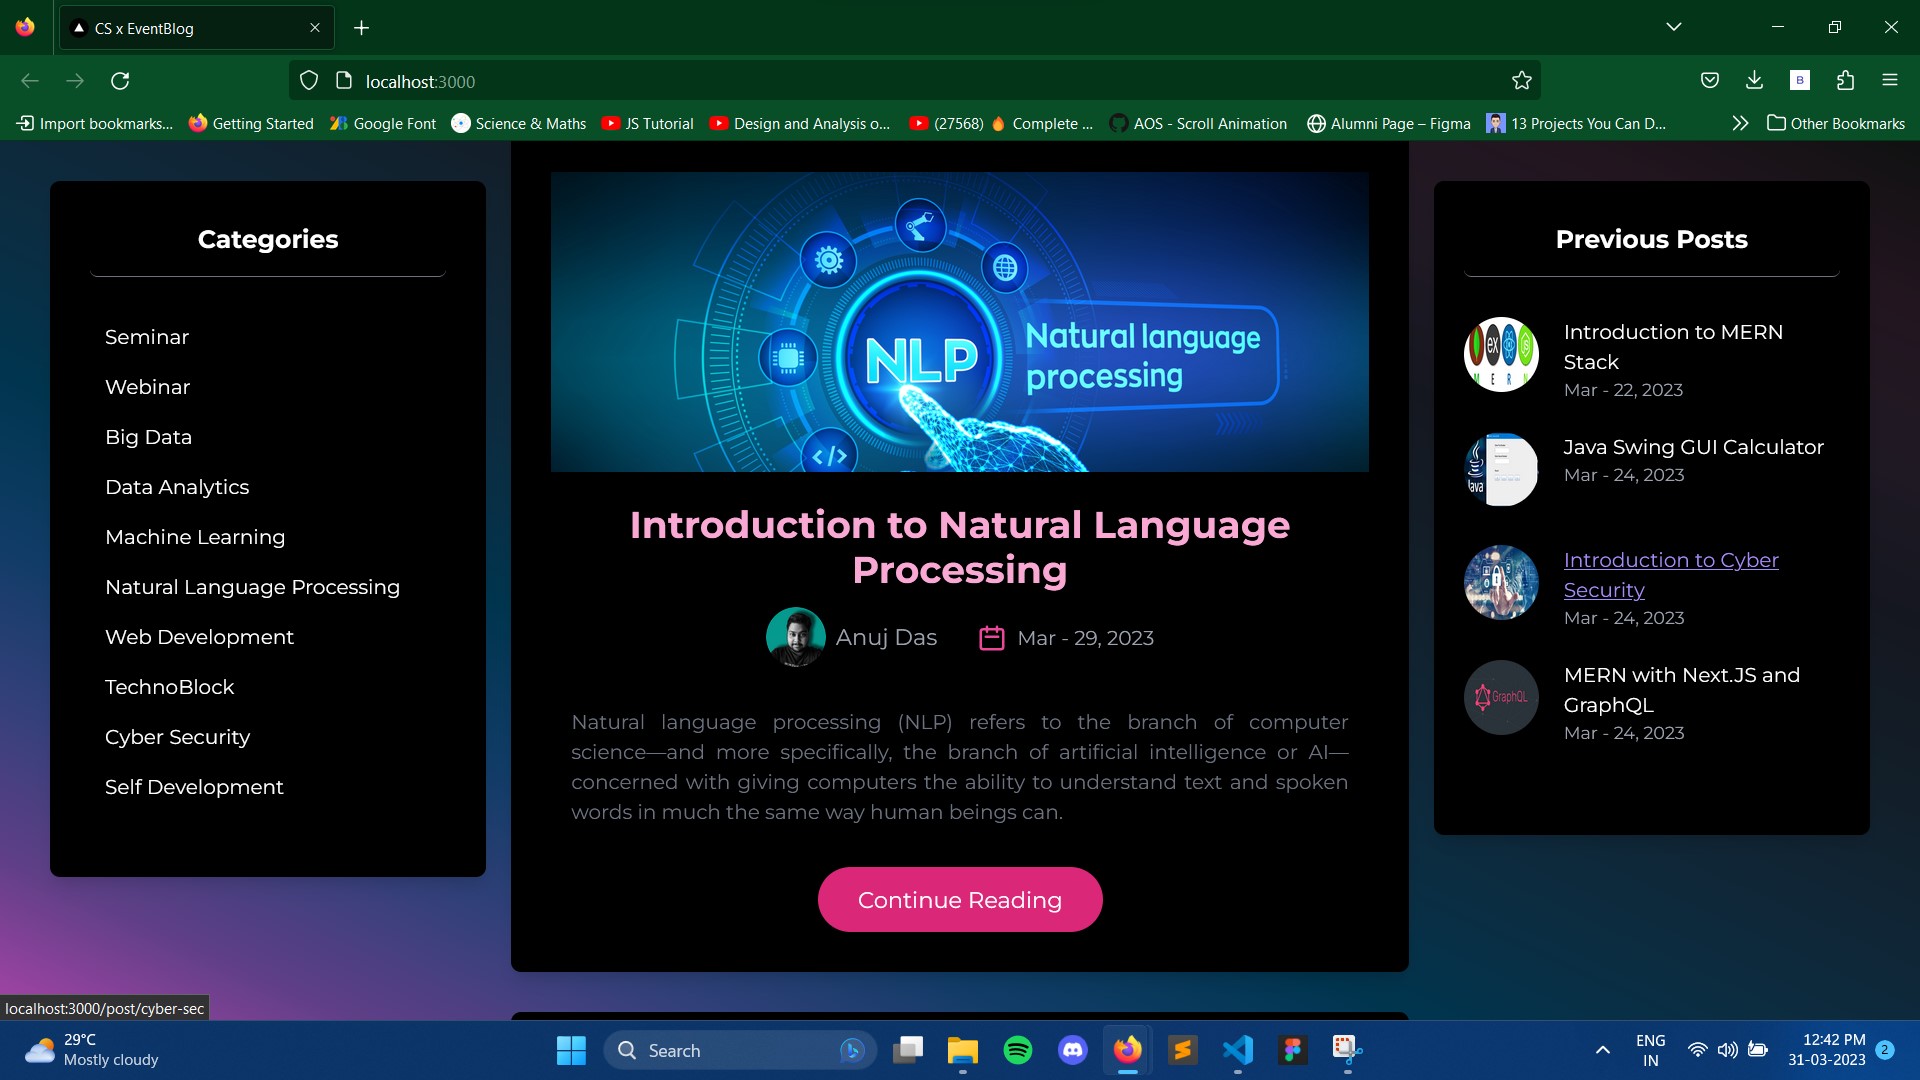 CS x EventBlog
localhost:3000
Import bookmarks...
Getting Started
Google Font
Science & Maths
JS Tutorial
Design and Analysis o...
(27568) 🔥 Complete ...
AOS - Scroll Animation
Alumni Page – Figma
13 Projects You Can D...
Other Bookmarks
Categories
Seminar
Webinar
Big Data
Data Analytics
Machine Learning
Natural Language Processing
Web Development
TechnoBlock
Cyber Security
Self Development
NLP
Natural language
processing
</>
Introduction to Natural Language
Processing
Anuj Das
Mar - 29, 2023
Natural language processing (NLP) refers to the branch of computer
science—and more specifically, the branch of artificial intelligence or AI—
concerned with giving computers the ability to understand text and spoken
words in much the same way human beings can.
Continue Reading
Previous Posts
ex
M E R N
Introduction to MERN
Stack
Mar - 22, 2023
Java
Java Swing GUI Calculator
Mar - 24, 2023
Introduction to Cyber
Security
Mar - 24, 2023
GraphQL
MERN with Next.JS and
GraphQL
Mar - 24, 2023
localhost:3000/post/cyber-sec
29°C
Mostly cloudy
Search
ENG
IN
12:42 PM
31-03-2023
2
B